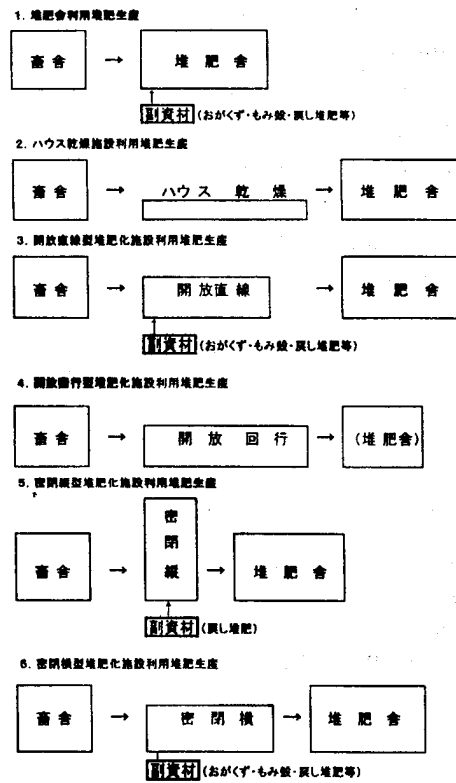 1. 堆肥舎利用堆肥生産
畜舎 → 堆肥舎
副資材(おがくず・もみ殻・戻し堆肥等)
2. ハウス乾燥施設利用堆肥生産
畜舎 → ハウス乾燥 → 堆肥舎
3. 開放直線型堆肥化施設利用堆肥生産
畜舎 → 開放直線 → 堆肥舎
副資材(おがくず・もみ殻・戻し堆肥等)
4. 開放回行型堆肥化施設利用堆肥生産
畜舎 → 開放回行 → (堆肥舎)
5. 密閉縦型堆肥化施設利用堆肥生産
畜舎 → 密閉縦 → 堆肥舎
副資材(戻し堆肥)
6. 密閉横型堆肥化施設利用堆肥生産
畜舎 → 密閉横 → 堆肥舎
副資材(おがくず・もみ殻・戻し堆肥等)